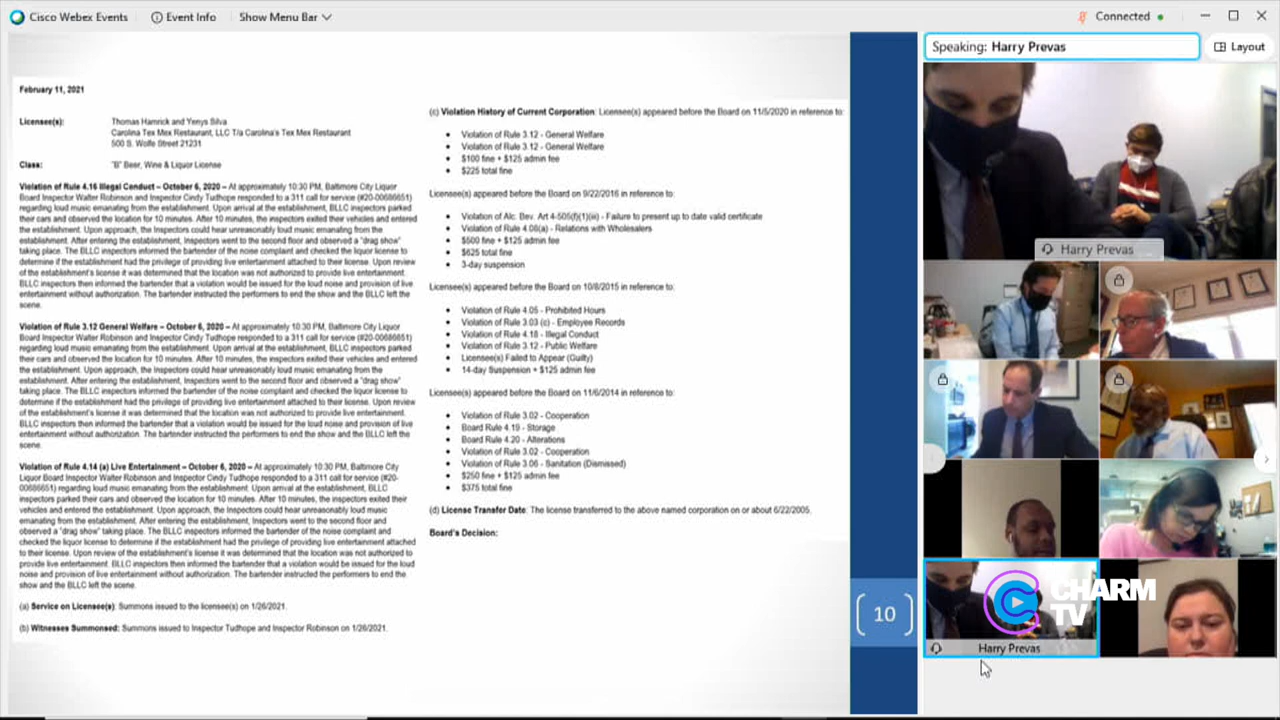 Cisco Webex Events
Event Info
Show Menu Bar
Connected
Speaking: Harry Prevas
Layout
February 11, 2021
Licensee(s):
Thomas Hamrick and Yenys Silva
Carolina Tex Mex Restaurant, LLC T/a Carolina's Tex Mex Restaurant
500 S. Wolfe Street 21231
Class:
"B" Beer, Wine & Liquor License
Violation of Rule 4.16 Illegal Conduct – October 6, 2020 – At approximately 10:30 PM, Baltimore City Liquor
Board Inspector Walter Robinson and Inspector Cindy Tudhope responded to a 311 call for service (#20-00686651)
regarding loud music emanating from the establishment. Upon arrival at the establishment, BLLC inspectors parked
their cars and observed the location for 10 minutes. After 10 minutes, the inspectors exited their vehicles and entered
the establishment. Upon approach, the Inspectors could hear unreasonably loud music emanating from the
establishment. After entering the establishment, Inspectors went to the second floor and observed a "drag show"
taking place. The BLLC inspectors informed the bartender of the noise complaint and checked the liquor license to
determine if the establishment had the privilege of providing live entertainment attached to their license. Upon review
of the establishment's license it was determined that the location was not authorized to provide live entertainment.
BLLC inspectors then informed the bartender that a violation would be issued for the loud noise and provision of live
entertainment without authorization. The bartender instructed the performers to end the show and the BLLC left the
scene.
Violation of Rule 3.12 General Welfare – October 6, 2020 – At approximately 10:30 PM, Baltimore City Liquor
Board Inspector Walter Robinson and Inspector Cindy Tudhope responded to a 311 call for service (#20-00686651)
regarding loud music emanating from the establishment. Upon arrival at the establishment, BLLC inspectors parked
their cars and observed the location for 10 minutes. After 10 minutes, the inspectors exited their vehicles and entered
the establishment. Upon approach, the Inspectors could hear unreasonably loud music emanating from the
establishment. After entering the establishment, Inspectors went to the second floor and observed a "drag show"
taking place. The BLLC inspectors informed the bartender of the noise complaint and checked the liquor license to
determine if the establishment had the privilege of providing live entertainment attached to their license. Upon review
of the establishment's license it was determined that the location was not authorized to provide live entertainment.
BLLC inspectors then informed the bartender that a violation would be issued for the loud noise and provision of live
entertainment without authorization. The bartender instructed the performers to end the show and the BLLC left the
scene.
Violation of Rule 4.14 (a) Live Entertainment – October 6, 2020 – At approximately 10:30 PM, Baltimore City
Liquor Board Inspector Walter Robinson and Inspector Cindy Tudhope responded to a 311 call for service (#20-
00686651) regarding loud music emanating from the establishment. Upon arrival at the establishment, BLLC
inspectors parked their cars and observed the location for 10 minutes. After 10 minutes, the inspectors exited their
vehicles and entered the establishment. Upon approach, the Inspectors could hear unreasonably loud music
emanating from the establishment. After entering the establishment, Inspectors went to the second floor and
observed a "drag show" taking place. The BLLC inspectors informed the bartender of the noise complaint and
checked the liquor license to determine if the establishment had the privilege of providing live entertainment attached
to their license. Upon review of the establishment's license it was determined that the location was not authorized to
provide live entertainment. BLLC inspectors then informed the bartender that a violation would be issued for the loud
noise and provision of live entertainment without authorization. The bartender instructed the performers to end the
show and the BLLC left the scene.
(a) Service on Licensee(s): Summons issued to the licensee(s) on 1/26/2021.
(b) Witnesses Summonsed: Summons issued to Inspector Tudhope and Inspector Robinson on 1/26/2021.
(c) Violation History of Current Corporation: Licensee(s) appeared before the Board on 11/5/2020 in reference to:
• Violation of Rule 3.12 - General Welfare
• Violation of Rule 3.12 - General Welfare
• $100 fine + $125 admin fee
• $225 total fine
Licensee(s) appeared before the Board on 9/22/2016 in reference to:
• Violation of Alc. Bev. Art 4-505(f)(1)(iii) - Failure to present up to date valid certificate
• Violation of Rule 4.08(a) - Relations with Wholesalers
• $500 fine + $125 admin fee
• $625 total fine
• 3-day suspension
Licensee(s) appeared before the Board on 10/8/2015 in reference to:
• Violation of Rule 4.05 - Prohibited Hours
• Violation of Rule 3.03 (c) - Employee Records
• Violation of Rule 4.18 - Illegal Conduct
• Violation of Rule 3.12 - Public Welfare
• Licensee(s) Failed to Appear (Guilty)
• 14-day Suspension + $125 admin fee
Licensee(s) appeared before the Board on 11/6/2014 in reference to:
• Violation of Rule 3.02 - Cooperation
• Board Rule 4.19 - Storage
• Board Rule 4.20 - Alterations
• Violation of Rule 3.02 - Cooperation
• Violation of Rule 3.06 - Sanitation (Dismissed)
• $250 fine + $125 admin fee
• $375 total fine
(d) License Transfer Date: The license transferred to the above named corporation on or about 6/22/2005.
Board's Decision:
10
Harry Prevas
CHARM
TV
Harry Prevas